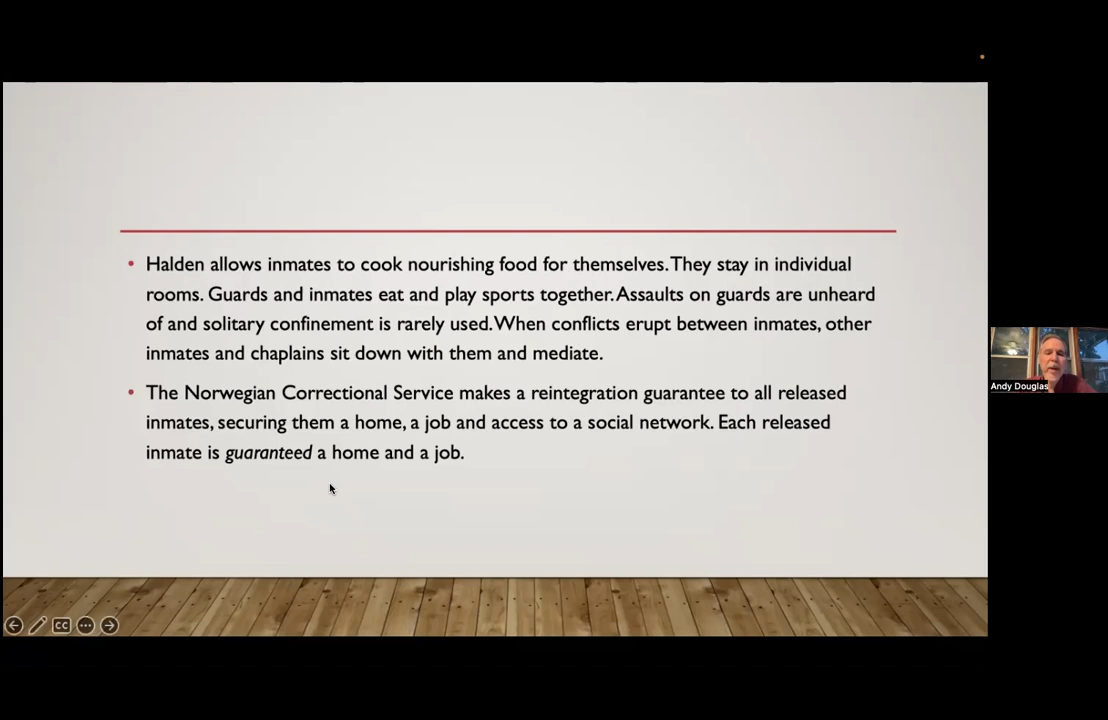 • Halden allows inmates to cook nourishing food for themselves. They stay in individual
rooms. Guards and inmates eat and play sports together. Assaults on guards are unheard
of and solitary confinement is rarely used. When conflicts erupt between inmates, other
inmates and chaplains sit down with them and mediate.
• The Norwegian Correctional Service makes a reintegration guarantee to all released
inmates, securing them a home, a job and access to a social network. Each released
inmate is guaranteed a home and a job.
Andy Douglas
CC